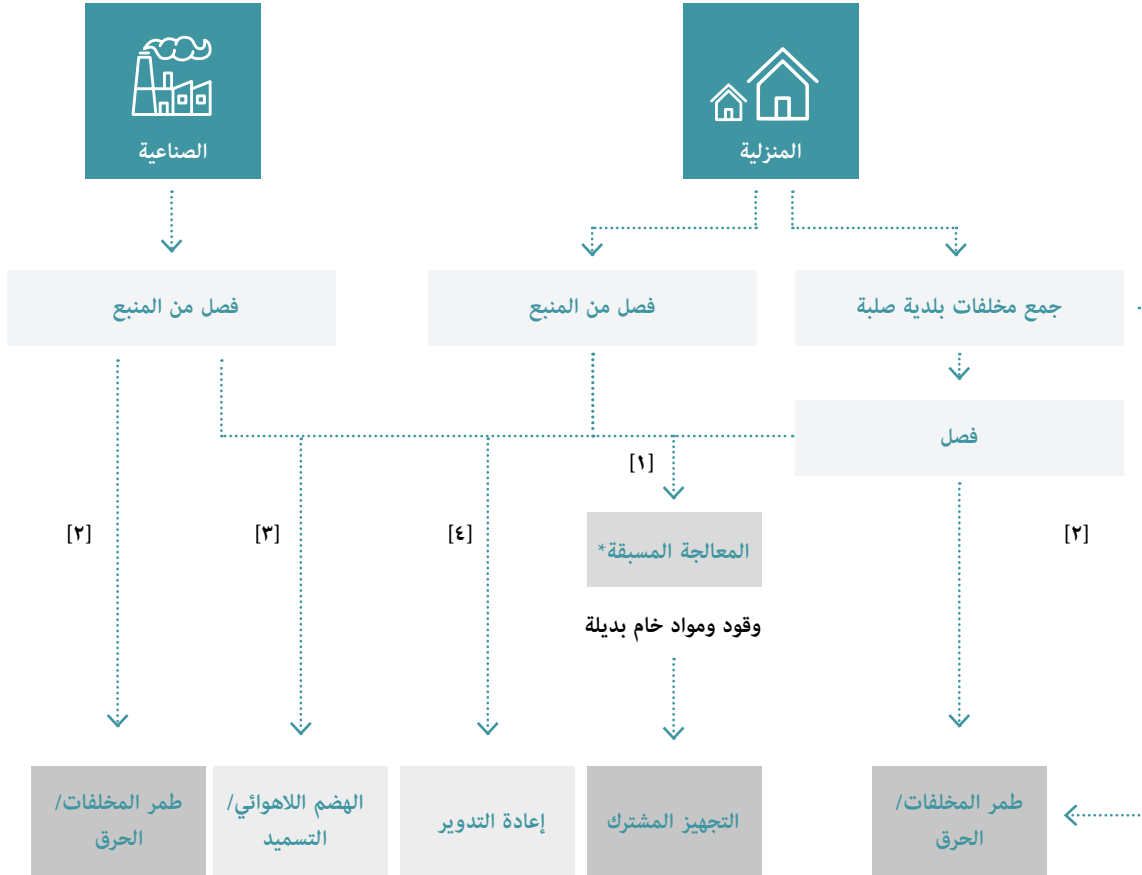 المنزلية
الصناعية
جمع مخلفات بلدية صلبة
فصل من المنبع
فصل من المنبع
فصل
[١]
[٢]
[٤]
[٣]
[٢]
المعالجة المسبقة*
وقود ومواد خام بديلة
طمر المخلفات/
الحرق
التجهيز المشترك
إعادة التدوير
الهضم اللاهوائي/
التسميد
طمر المخلفات/
الحرق